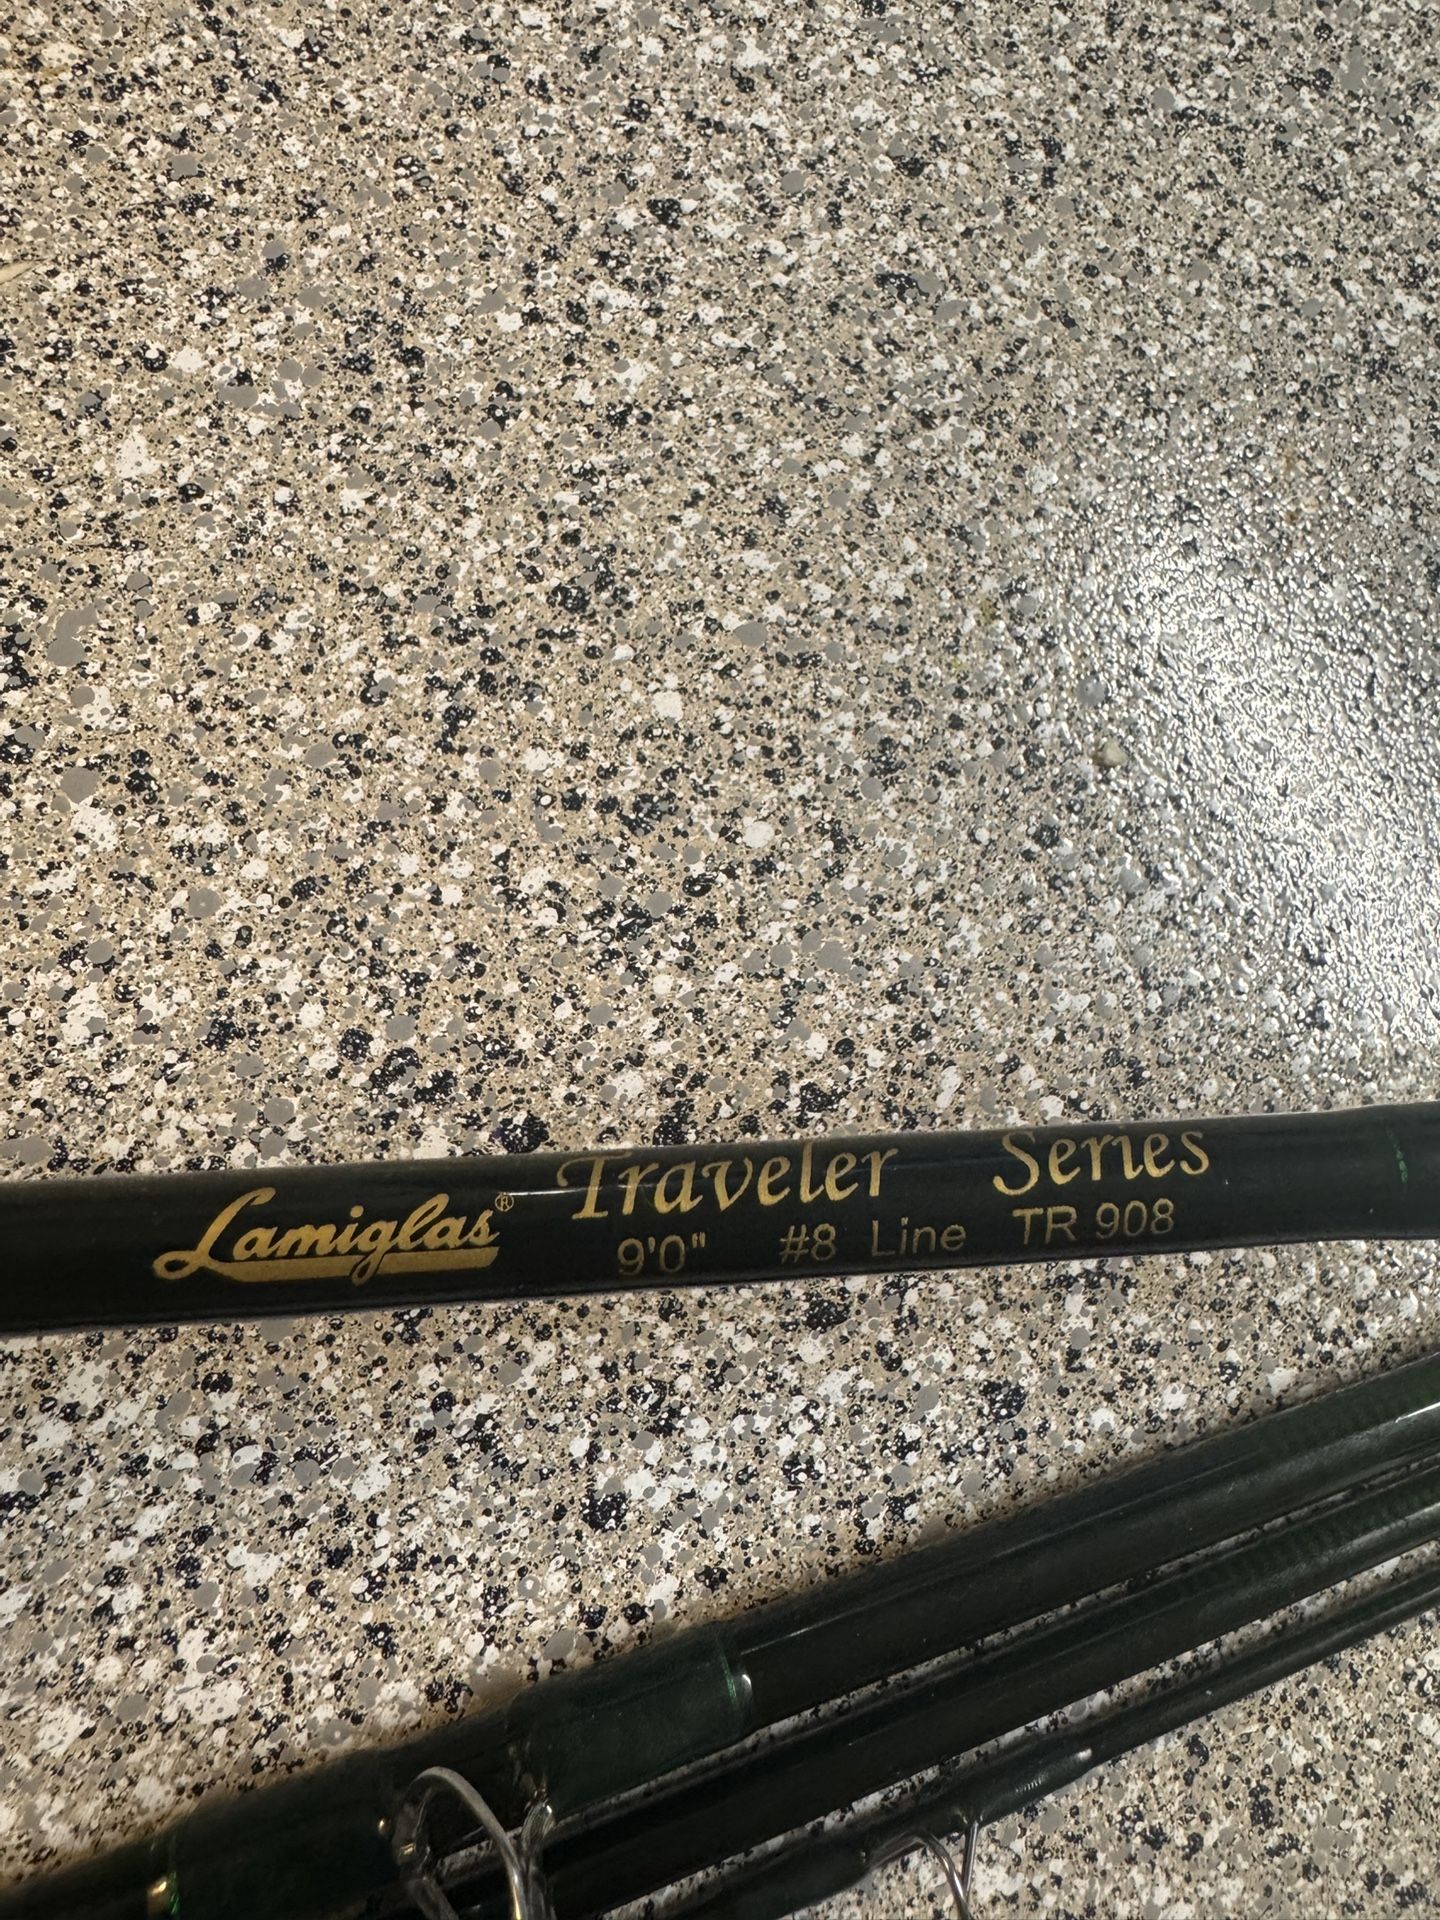 Lamiglas® Traveler Series
9'0" #8 Line TR 908